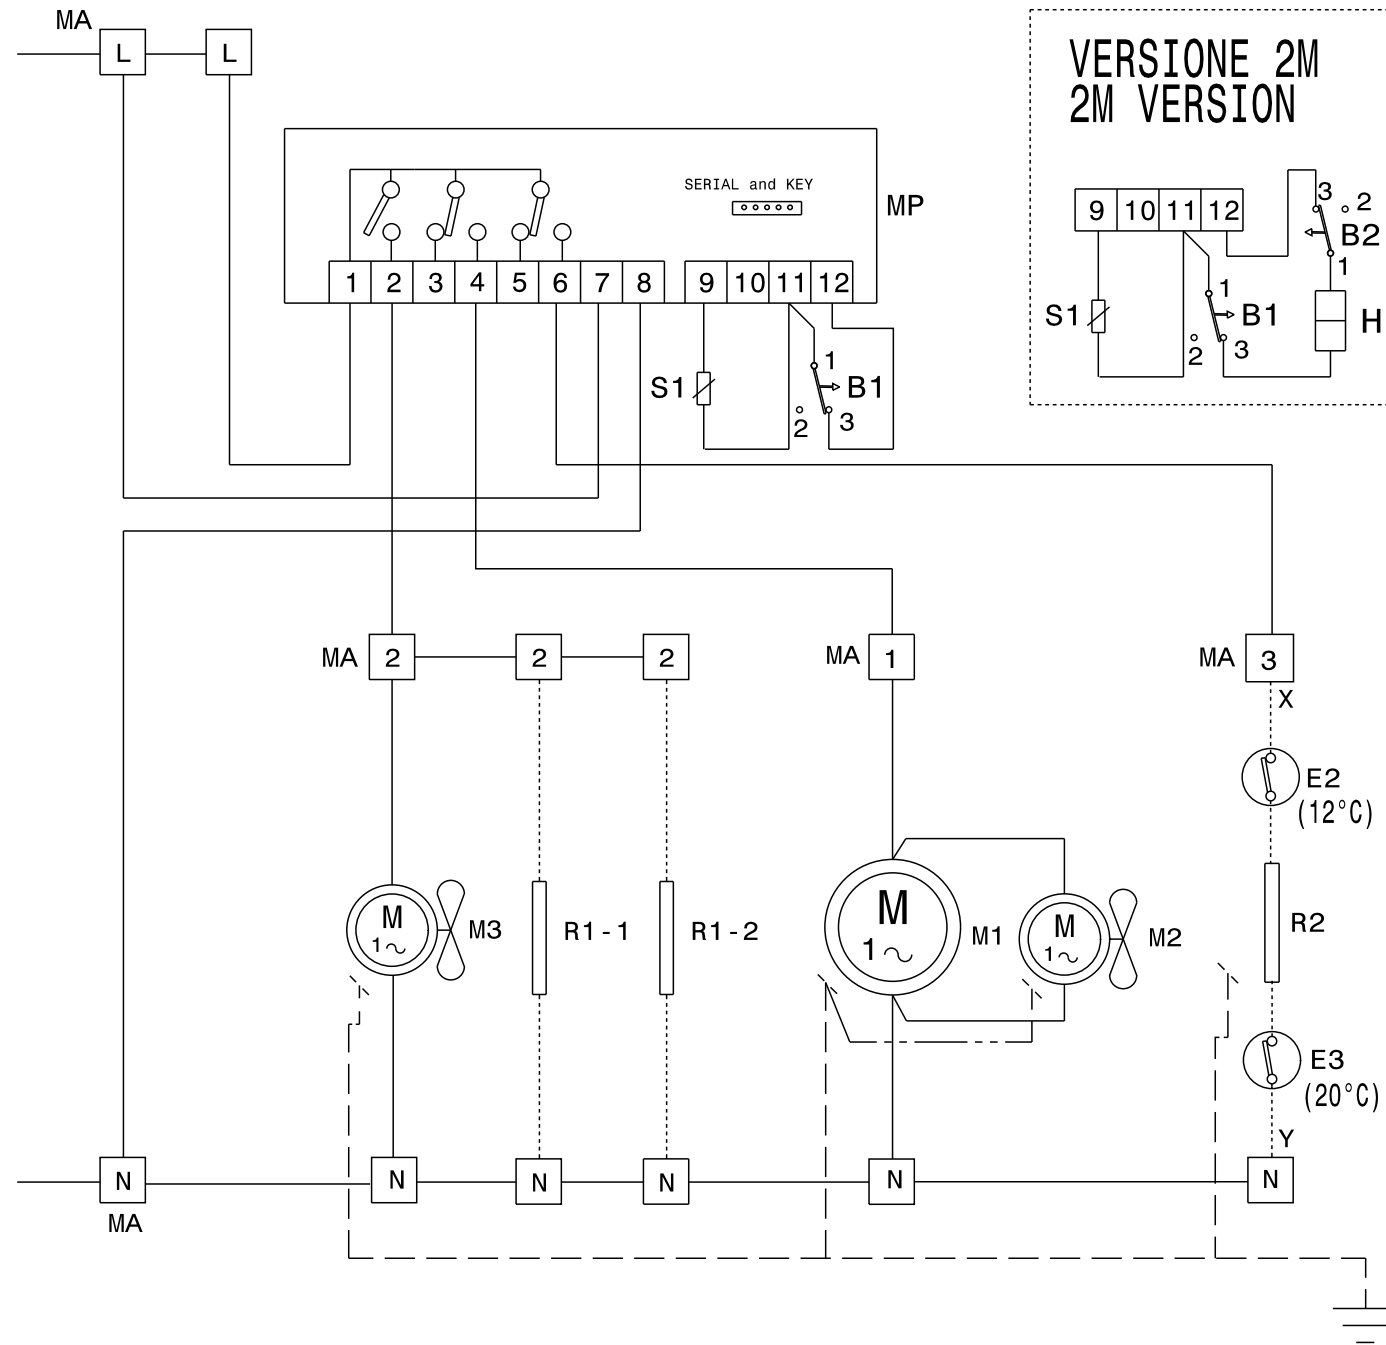 MA
L L
VERSIONE 2M
2M VERSION
SERIAL and KEY
MP
1 2 3 4 5 6 7 8 9 10 11 12
S1
1
B1
2
3
9 10 11 12
3
2
B2
1
S1
1
B1
2
3
H
MA 2 2 2
MA 1
MA 3
X
E2
(12°C)
M
1~
M3
R1-1
R1-2
M
1~
M1
M
1~
M2
R2
E3
(20°C)
Y
N N N N N N
MA